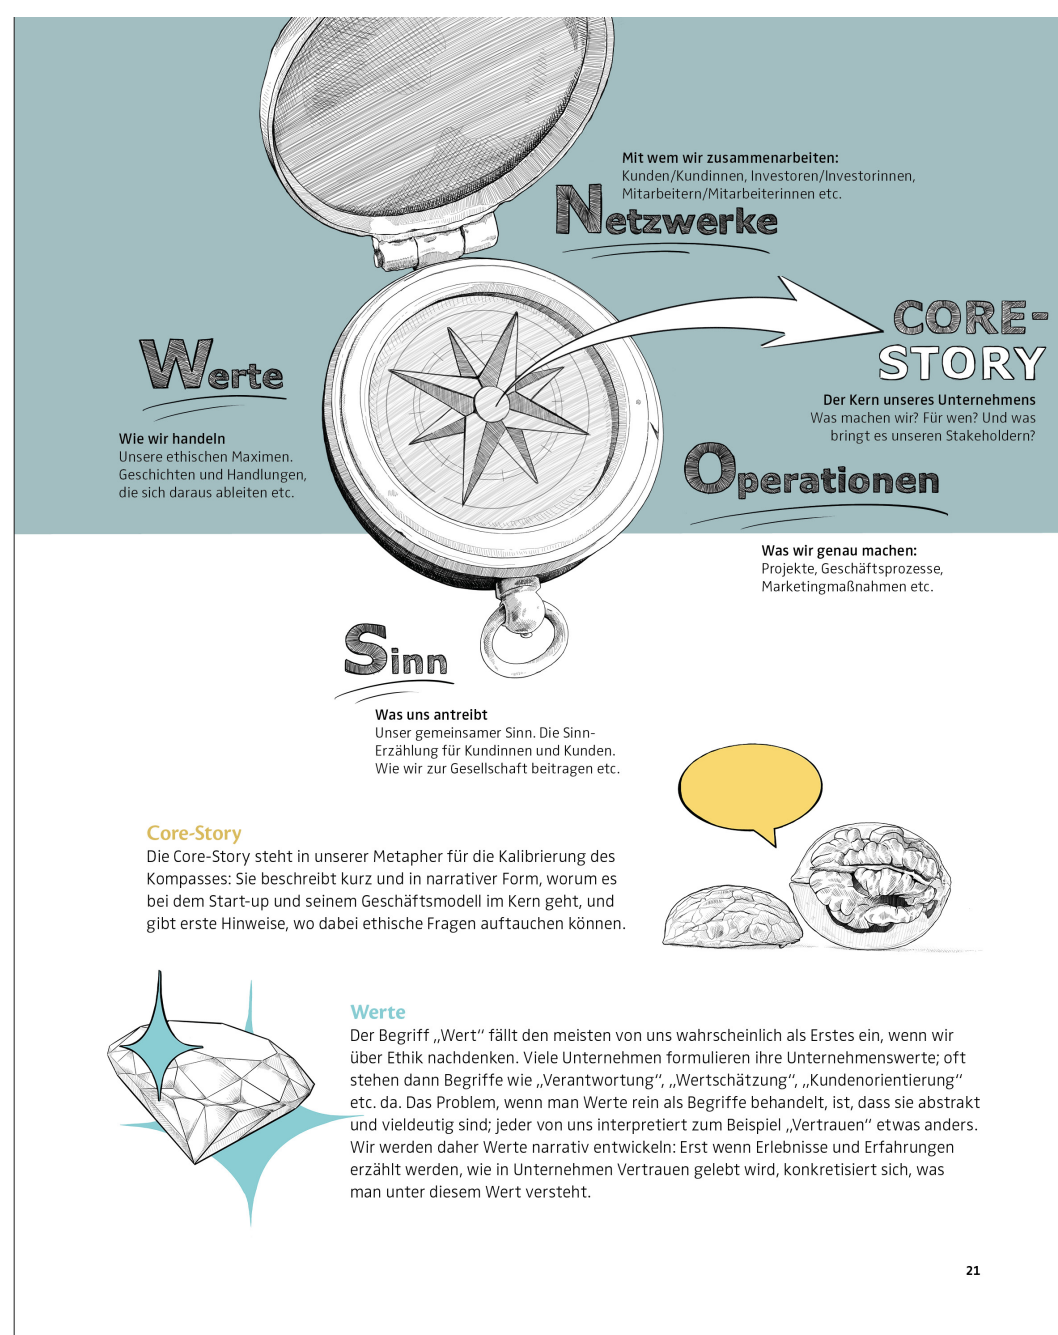 Mit wem wir zusammenarbeiten:
Kunden/Kundinnen, Investoren/Investorinnen,
Mitarbeitern/Mitarbeiterinnen etc.
Netzwerke
CORE-
STORY
Der Kern unseres Unternehmens
Was machen wir? Für wen? Und was
bringt es unseren Stakeholdern?
Werte
Wie wir handeln
Unsere ethischen Maximen.
Geschichten und Handlungen,
die sich daraus ableiten etc.
Operationen
Was wir genau machen:
Projekte, Geschäftsprozesse,
Marketingmaßnahmen etc.
Sinn
Was uns antreibt
Unser gemeinsamer Sinn. Die Sinn-
Erzählung für Kundinnen und Kunden.
Wie wir zur Gesellschaft beitragen etc.
Core-Story
Die Core-Story steht in unserer Metapher für die Kalibrierung des
Kompasses: Sie beschreibt kurz und in narrativer Form, worum es
bei dem Start-up und seinem Geschäftsmodell im Kern geht, und
gibt erste Hinweise, wo dabei ethische Fragen auftauchen können.
Werte
Der Begriff „Wert“ fällt den meisten von uns wahrscheinlich als Erstes ein, wenn wir
über Ethik nachdenken. Viele Unternehmen formulieren ihre Unternehmenswerte; oft
stehen dann Begriffe wie „Verantwortung“, „Wertschätzung“, „Kundenorientierung“
etc. da. Das Problem, wenn man Werte rein als Begriffe behandelt, ist, dass sie abstrakt
und vieldeutig sind; jeder von uns interpretiert zum Beispiel „Vertrauen“ etwas anders.
Wir werden daher Werte narrativ entwickeln: Erst wenn Erlebnisse und Erfahrungen
erzählt werden, wie in Unternehmen Vertrauen gelebt wird, konkretisiert sich, was
man unter diesem Wert versteht.
21